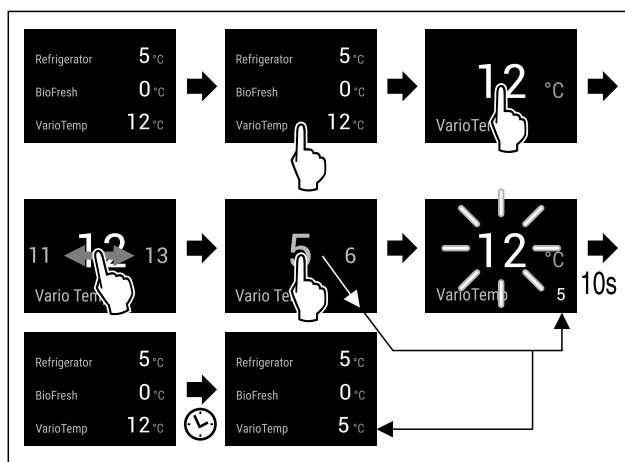 Refrigerator 5 °C
BioFresh 0 °C
VarioTemp 12 °C
Refrigerator 5 °C
BioFresh 0 °C
VarioTemp 12 °C
12 °C
VarioTemp
11 12 13
Vario Tem
5 6
Vario Te
12 °C
VarioTemp 5
10s
Refrigerator 5 °C
BioFresh 0 °C
VarioTemp 12 °C
Refrigerator 5 °C
BioFresh 0 °C
VarioTemp 5 °C